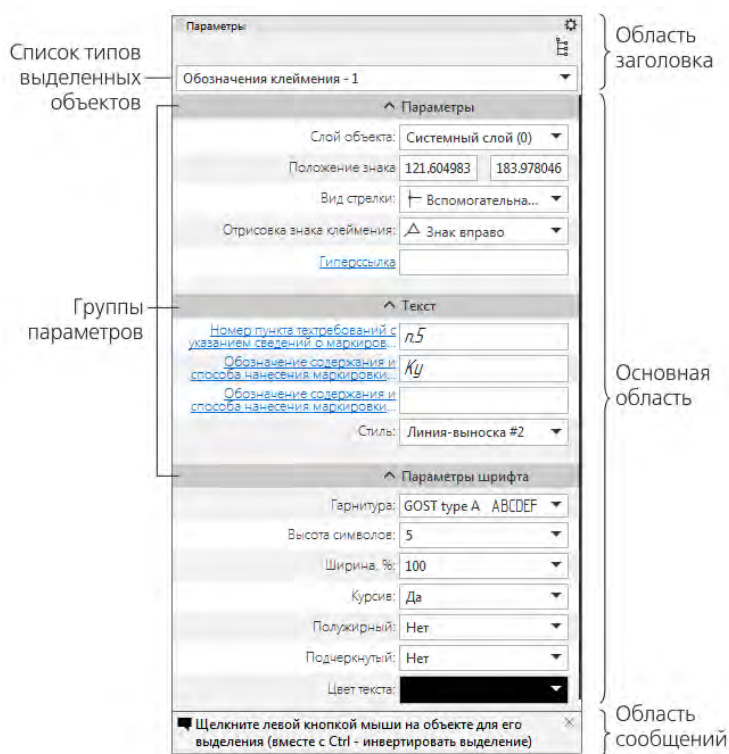 Параметры
Область
заголовка
Список типов
выделенных
объектов
Обозначения клеймения - 1
Параметры
Слой объекта: Системный слой (0)
Положение знака 121.604983 183.978046
Вид стрелки: Вспомогательна...
Отрисовка знака клеймения: Знак вправо
Гиперссылка
Группы
параметров
Текст
Номер пункта техтребований с
указанием сведений о маркиров...
п.5
Обозначение содержания и
способа нанесения маркировки...
Ку
Обозначение содержания и
способа нанесения маркировки...
Стиль: Линия-выноска #2
Основная
область
Параметры шрифта
Гарнитура: GOST type A ABCDEF
Высота символов: 5
Ширина, %: 100
Курсив: Да
Полужирный: Нет
Подчеркнутый: Нет
Цвет текста:
Щелкните левой кнопкой мыши на объекте для его
выделения (вместе с Ctrl - инвертировать выделение)
Область
сообщений